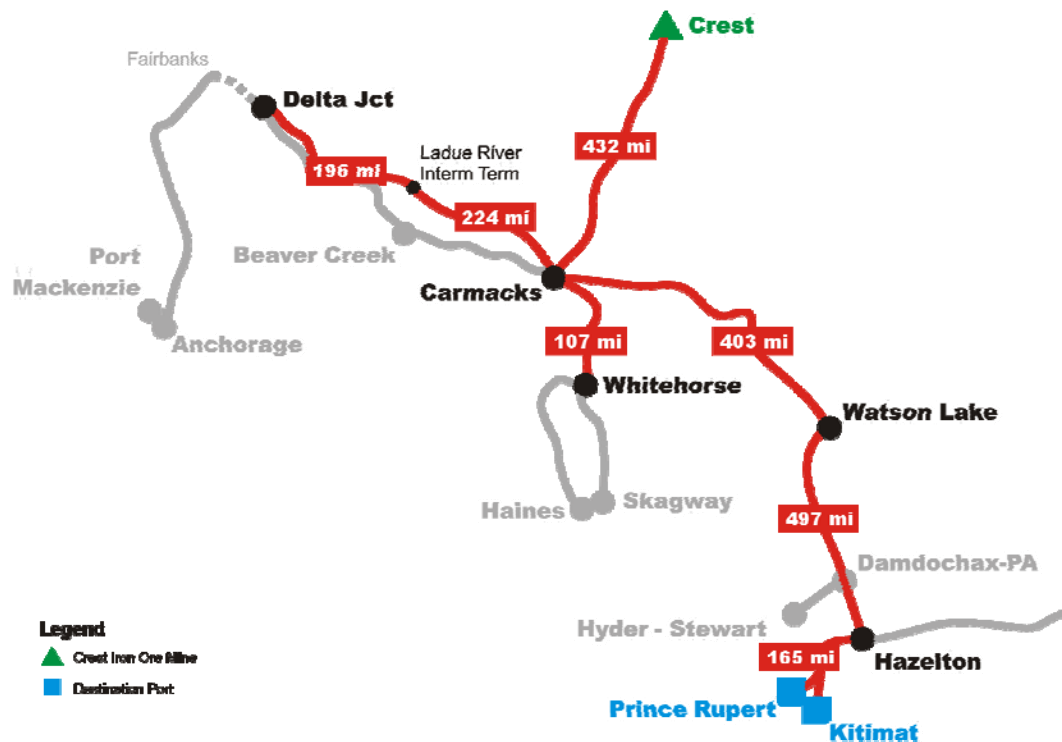 Crest
Fairbanks
Delta Jct
432 mi
Ladue River
Interm Term
196 mi
224 mi
Beaver Creek
Port
Mackenzie
Carmacks
Anchorage
107 mi
403 mi
Whitehorse
Watson Lake
Haines
Skagway
497 mi
Damdochax-PA
Hyder - Stewart
Legend
Crest Iron Ore Mine
Destination Port
165 mi
Hazelton
Prince Rupert
Kitimat